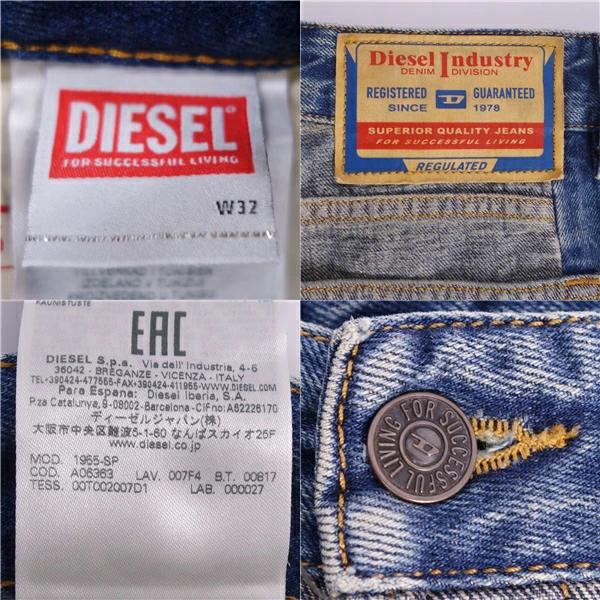 DIESEL
FOR SUCCESSFUL LIVING
W32
Diesel Industry
DENIM DIVISION
REGISTERED GUARANTEED
SINCE D 1978
SUPERIOR QUALITY JEANS
FOR SUCCESSFUL LIVING
REGULATED
FAUNISTUSTE
EAC
DIESEL S.p.a. Via dell'Industria, 4-6
36042 - BREGANZE - VICENZA - ITALY
TEL+390424-477555-FAX+390424-411955 WWW.DIESEL.COM
Para Espana: Diesel Iberia, S.A.
P.za Catalunya, 9-08002-Barcelona-CIFno:A62226170
ディーゼルジャパン(株)
大阪市中央区難波5-1-60 なんばスカイオ25F
www.diesel.co.jp
MOD. 1955-SP
COD. A06363 LAV. 007F4 B.T. 00817
TESS. 00T002007D1 LAB. 000027
FOR SUCCESSFUL LIVING
D